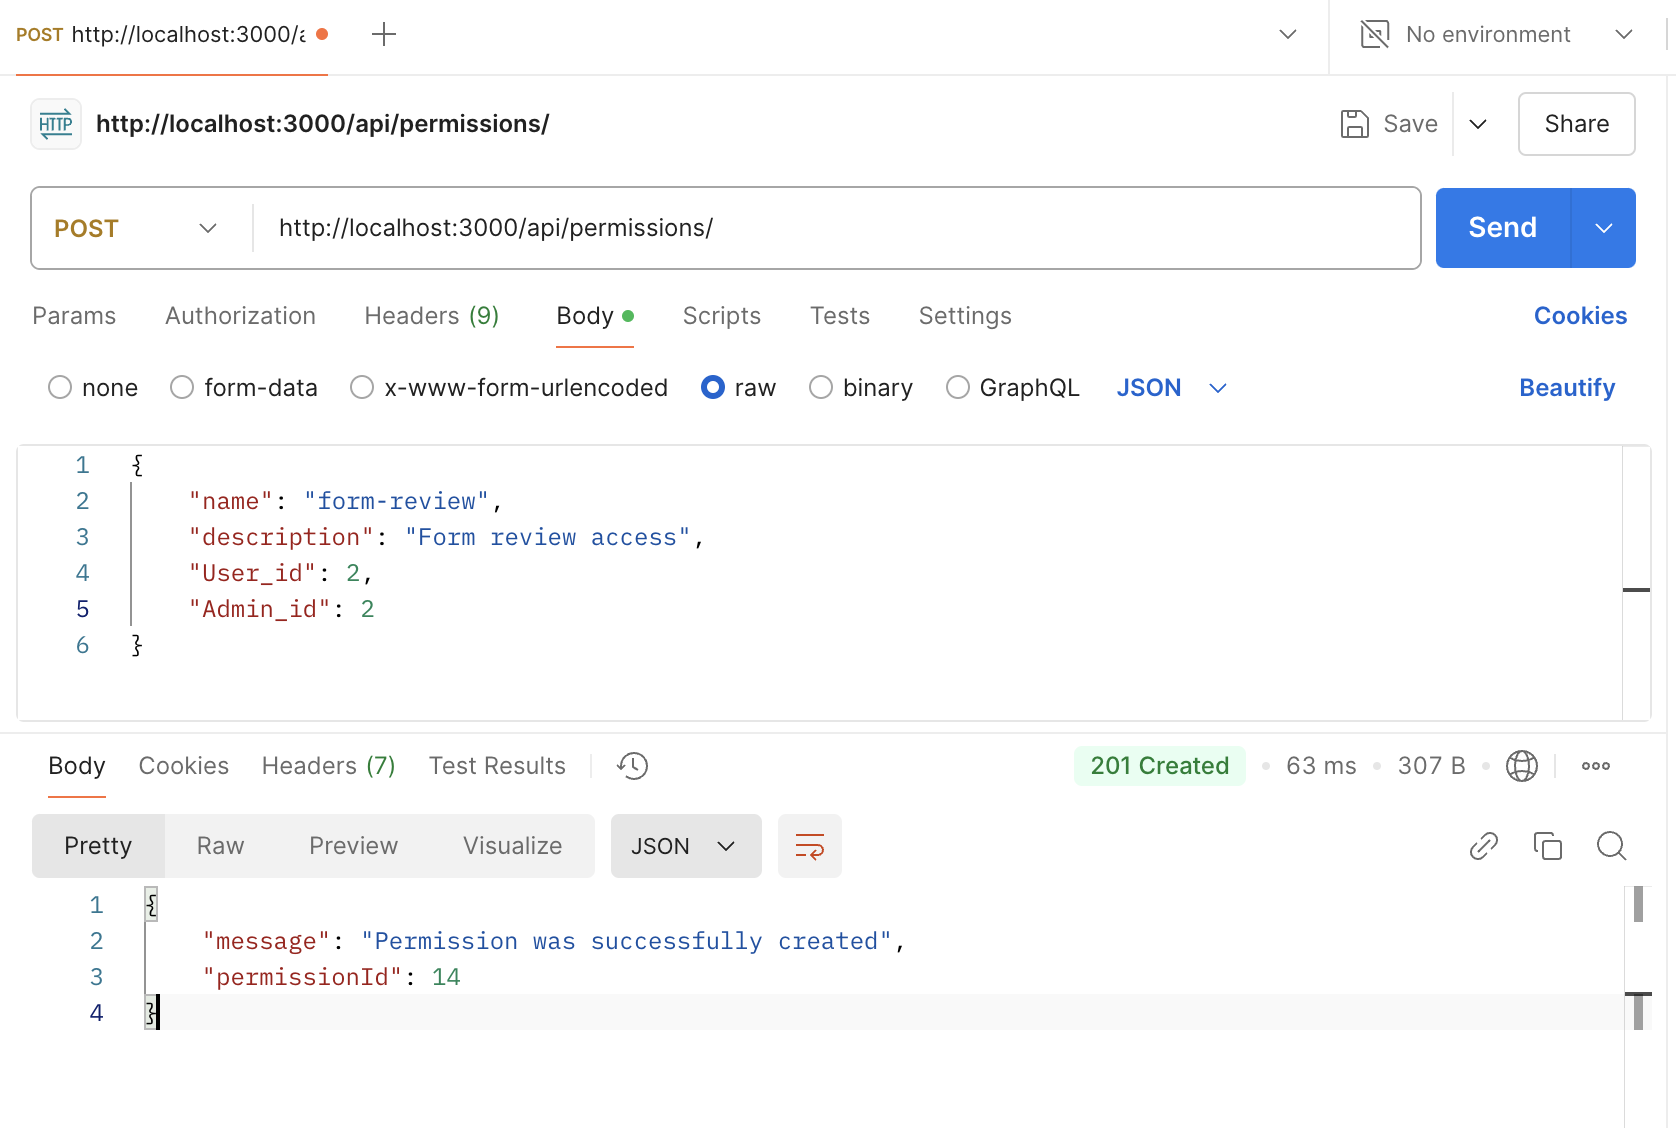 POST http://localhost:3000/a
No environment
HTTP http://localhost:3000/api/permissions/
Save
Share
POST http://localhost:3000/api/permissions/
Send
Params Authorization Headers (9) Body Scripts Tests Settings Cookies
none form-data x-www-form-urlencoded raw binary GraphQL JSON Beautify
1 {
2 "name": "form-review",
3 "description": "Form review access",
4 "User_id": 2,
5 "Admin_id": 2
6 }
Body Cookies Headers (7) Test Results 201 Created 63 ms 307 B
Pretty Raw Preview Visualize JSON
1 {
2 "message": "Permission was successfully created",
3 "permissionId": 14
4 }